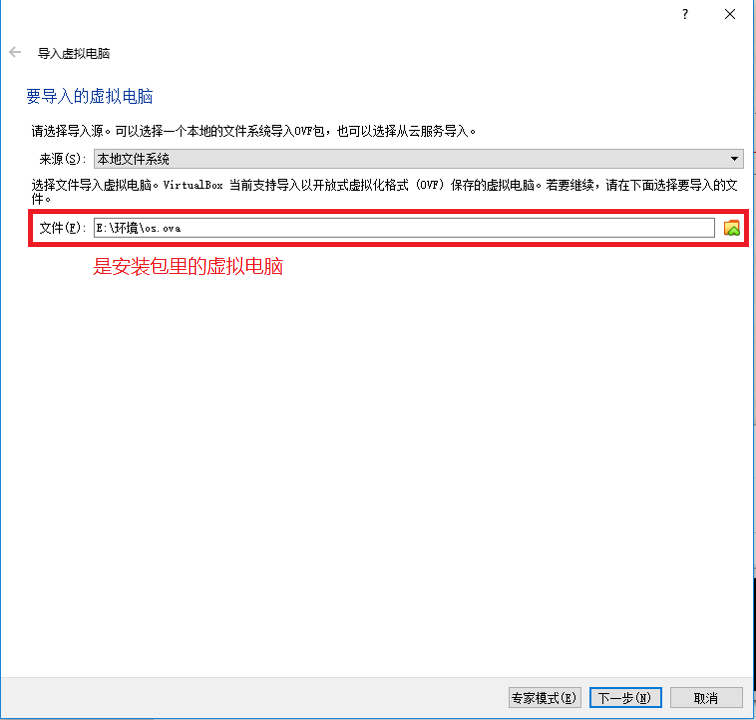 ?
导入虚拟电脑
要导入的虚拟电脑
请选择导入源。可以选择一个本地的文件系统导入OVF包，也可以选择从云服务导入。
来源(S): 本地文件系统
选择文件导入虚拟电脑。VirtualBox 当前支持导入以开放式虚拟化格式（OVF）保存的虚拟电脑。若要继续，请在下面选择要导入的文
件。
文件(F): E:\环境\os.ova
是安装包里的虚拟电脑
专家模式(E) 下一步(N) 取消